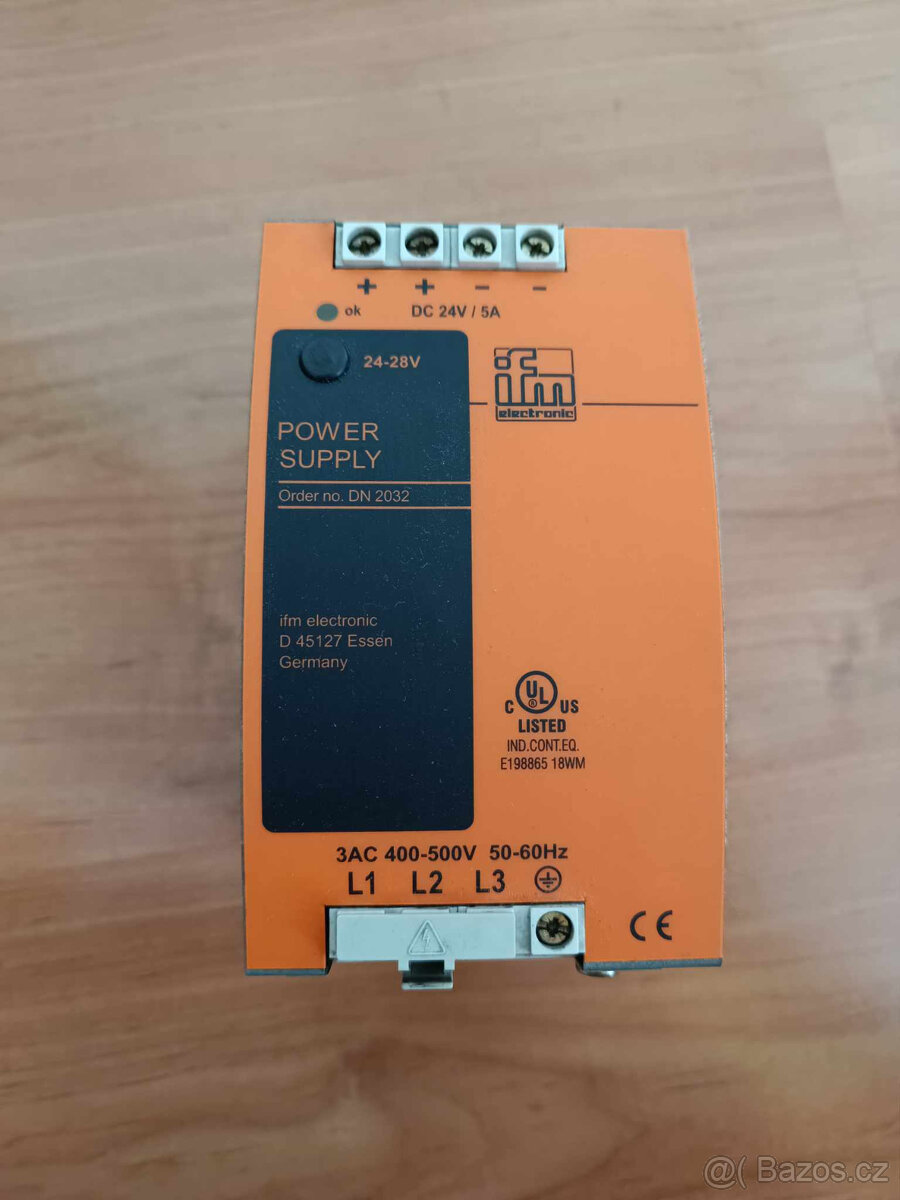 + + - -
ok DC 24V / 5A
24-28V
ifm
electronic
POWER
SUPPLY
Order no. DN 2032
ifm electronic
D 45127 Essen
Germany
C UL US
®
LISTED
IND.CONT.EQ.
E198865 18WM
3AC 400-500V 50-60Hz
L1 L2 L3
CE
@( Bazos.cz